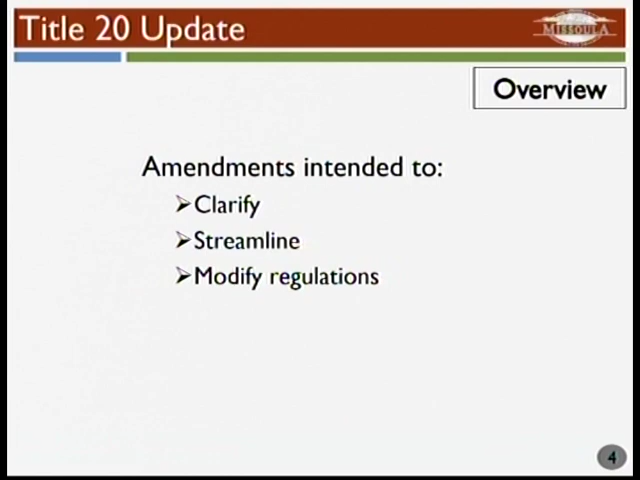 Title 20 Update
MISSOULA
Overview
Amendments intended to:
➢Clarify
➢Streamline
➢Modify regulations
4